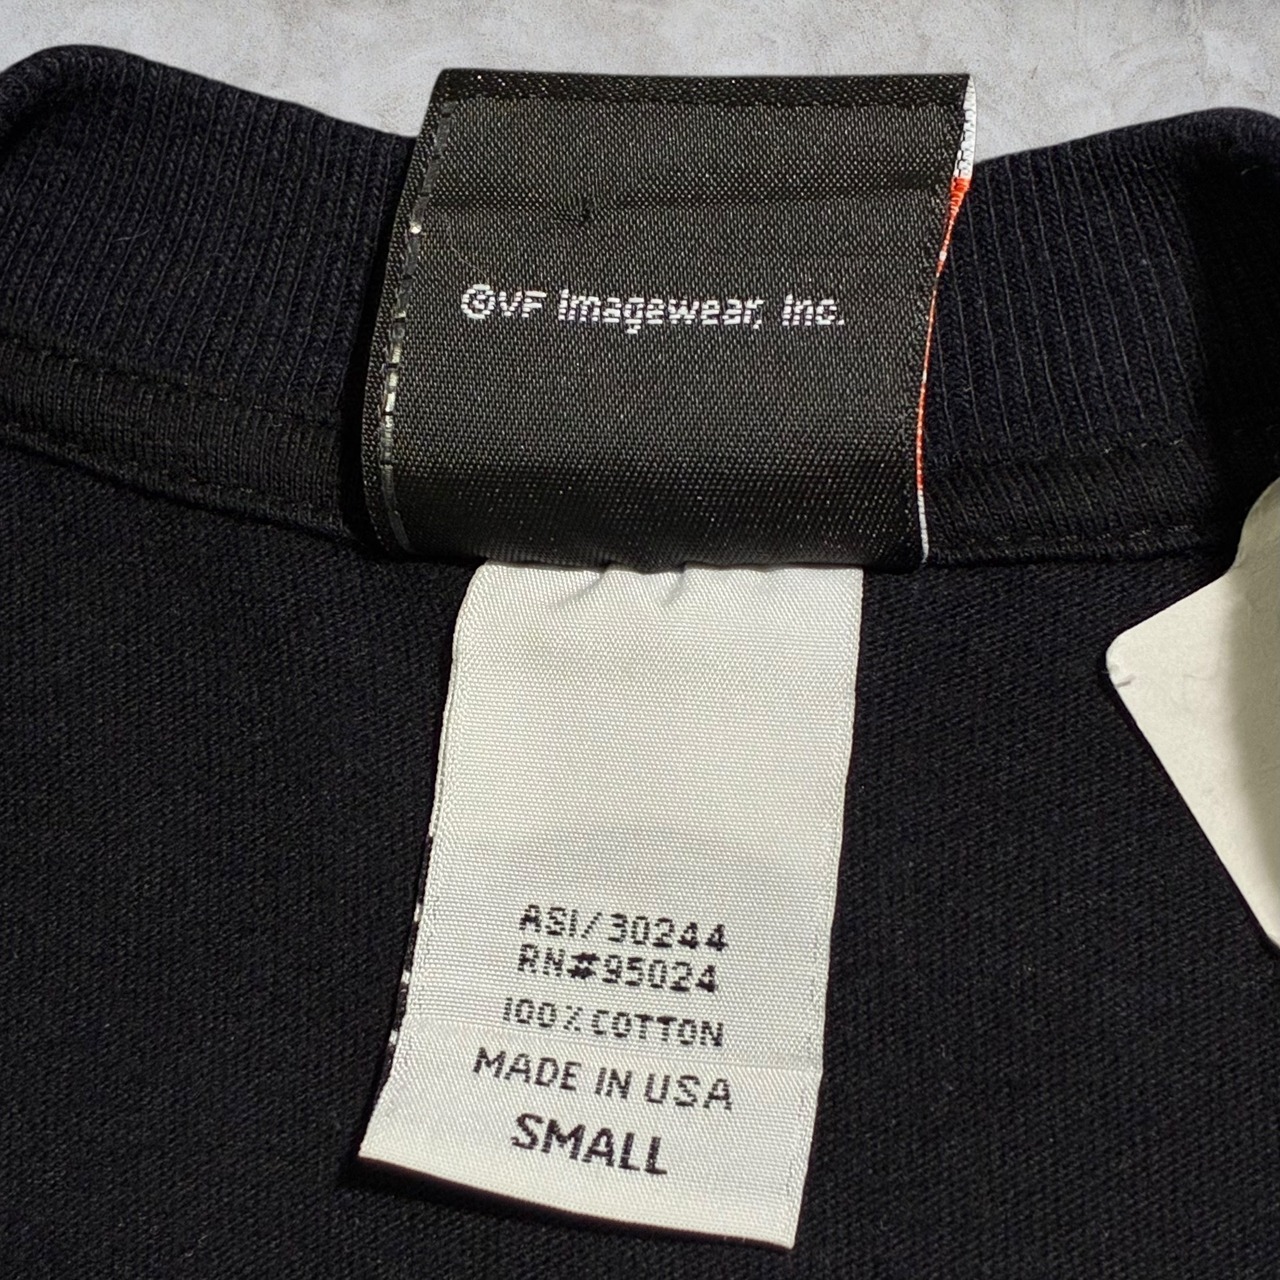 ®VF Imagewear, Inc.
ASI/30244
RN#95024
100% COTTON
MADE IN USA
SMALL